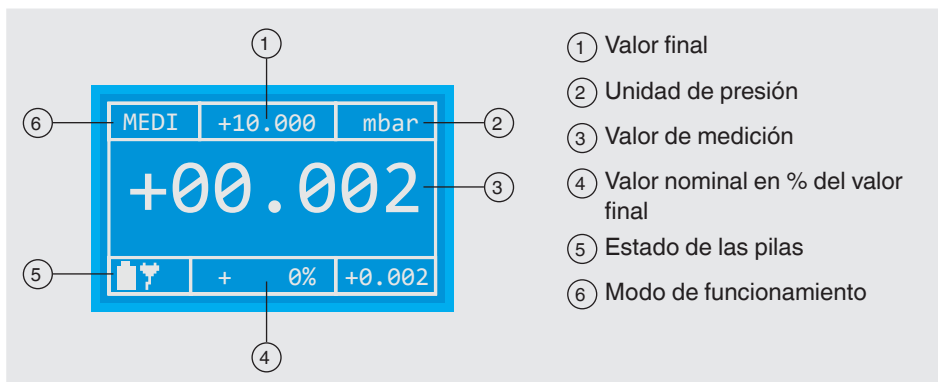 1
6
MEDI +10.000 mbar
2
+00.002
3
5
+ 0% +0.002
4
1 Valor final
2 Unidad de presión
3 Valor de medición
4 Valor nominal en % del valor
final
5 Estado de las pilas
6 Modo de funcionamiento